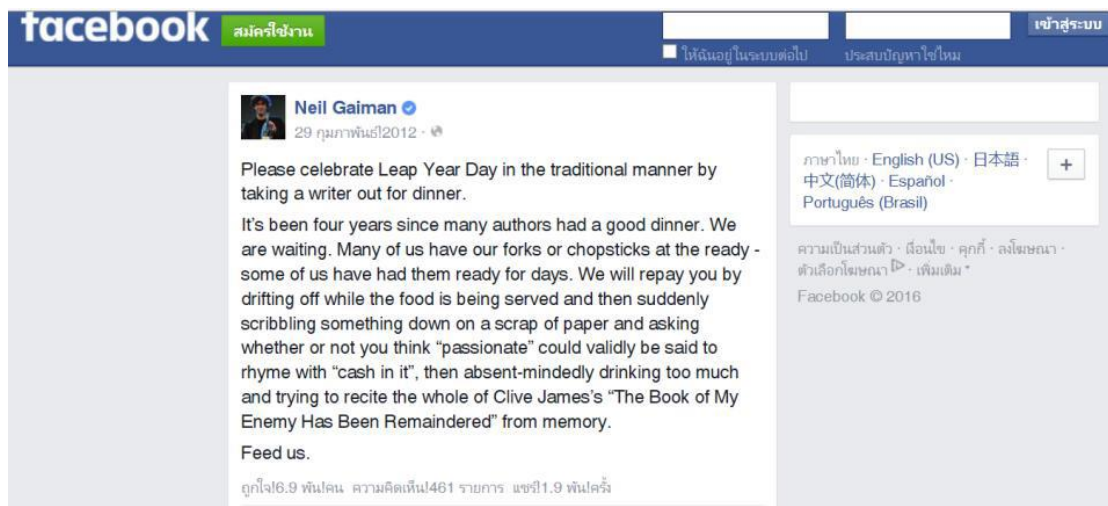 facebook
สมัครใช้งาน
เข้าสู่ระบบ
ให้ฉันอยู่ในระบบต่อไป
ประสบปัญหาใช่ไหม
Neil Gaiman
29 กุมภาพันธ์!2012 ·
Please celebrate Leap Year Day in the traditional manner by
taking a writer out for dinner.
It's been four years since many authors had a good dinner. We
are waiting. Many of us have our forks or chopsticks at the ready -
some of us have had them ready for days. We will repay you by
drifting off while the food is being served and then suddenly
scribbling something down on a scrap of paper and asking
whether or not you think “passionate” could validly be said to
rhyme with “cash in it”, then absent-mindedly drinking too much
and trying to recite the whole of Clive James's “The Book of My
Enemy Has Been Remaindered” from memory.
Feed us.
ถูกใจ!6.9 พัน!คน ความคิดเห็น!461 รายการ แชร์!1.9 พัน!ครั้ง
ภาษาไทย · English (US) · 日本語 ·
中文(简体) · Español ·
Português (Brasil)
+
ความเป็นส่วนตัว · เงื่อนไข · คุกกี้ · ลงโฆษณา ·
ตัวเลือกโฆษณา · เพิ่มเติม
Facebook © 2016